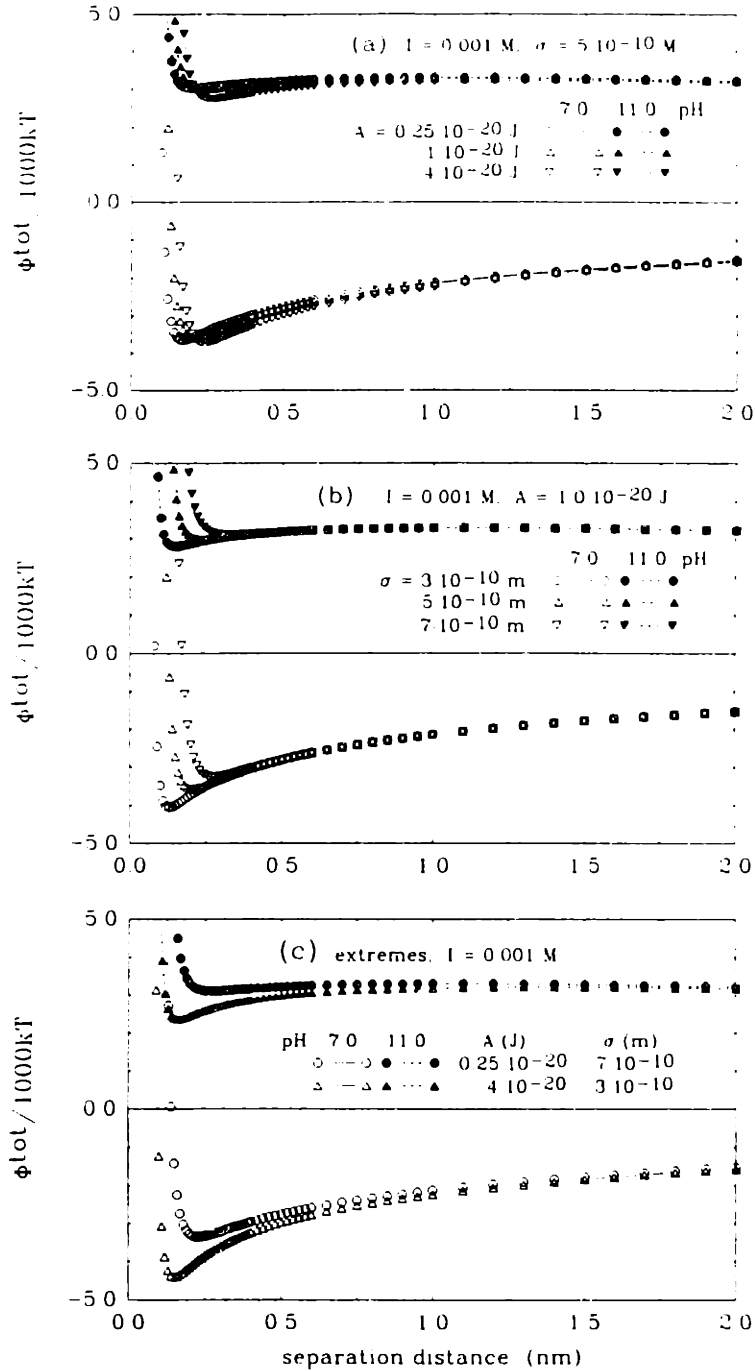 5.0
(a) I = 0.001 M, σ = 5 10-10 M
7.0 11.0 pH
A = 0.25 10-20 J
1 10-20 J
4 10-20 J
0.0
-5.0
ϕtot / 1000kT
0.0 0.5 1.0 1.5 2.0
5.0
(b) I = 0.001 M, A = 1.0 10-20 J
7.0 11.0 pH
σ = 3 10-10 m
5 10-10 m
7 10-10 m
0.0
-5.0
ϕtot/1000kT
0.0 0.5 1.0 1.5 2.0
5.0
(c) extremes, I = 0.001 M
pH 7.0 11.0 A (J) σ (m)
0.25 10-20 7 10-10
4 10-20 3 10-10
0.0
-5.0
ϕtot/1000kT
0.0 0.5 1.0 1.5 2.0
separation distance (nm)